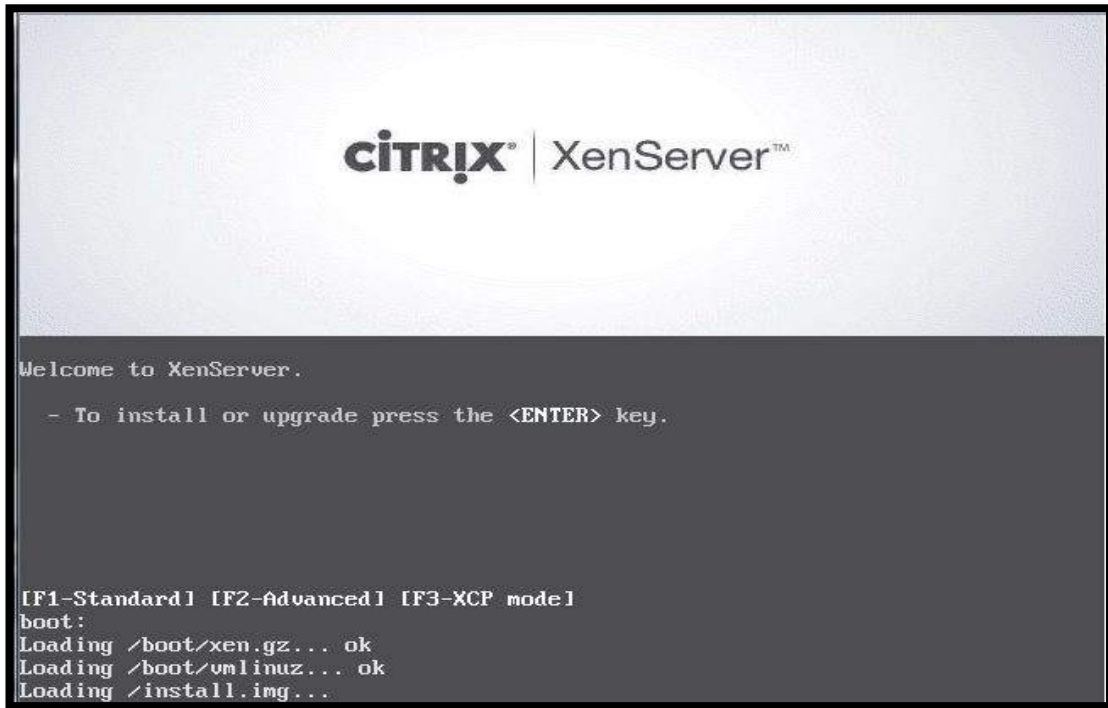 CiTRIX® XenServer™
Welcome to XenServer.
- To install or upgrade press the <ENTER> key.
[F1-Standard] [F2-Advanced] [F3-XCP mode]
boot:
Loading /boot/xen.gz... ok
Loading /boot/vmlinuz... ok
Loading /install.img...